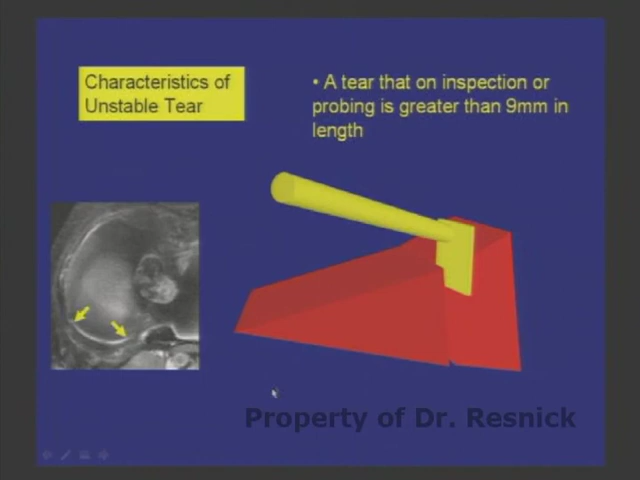 Characteristics of
Unstable Tear
• A tear that on inspection or
probing is greater than 9mm in
length
Property of Dr. Resnick